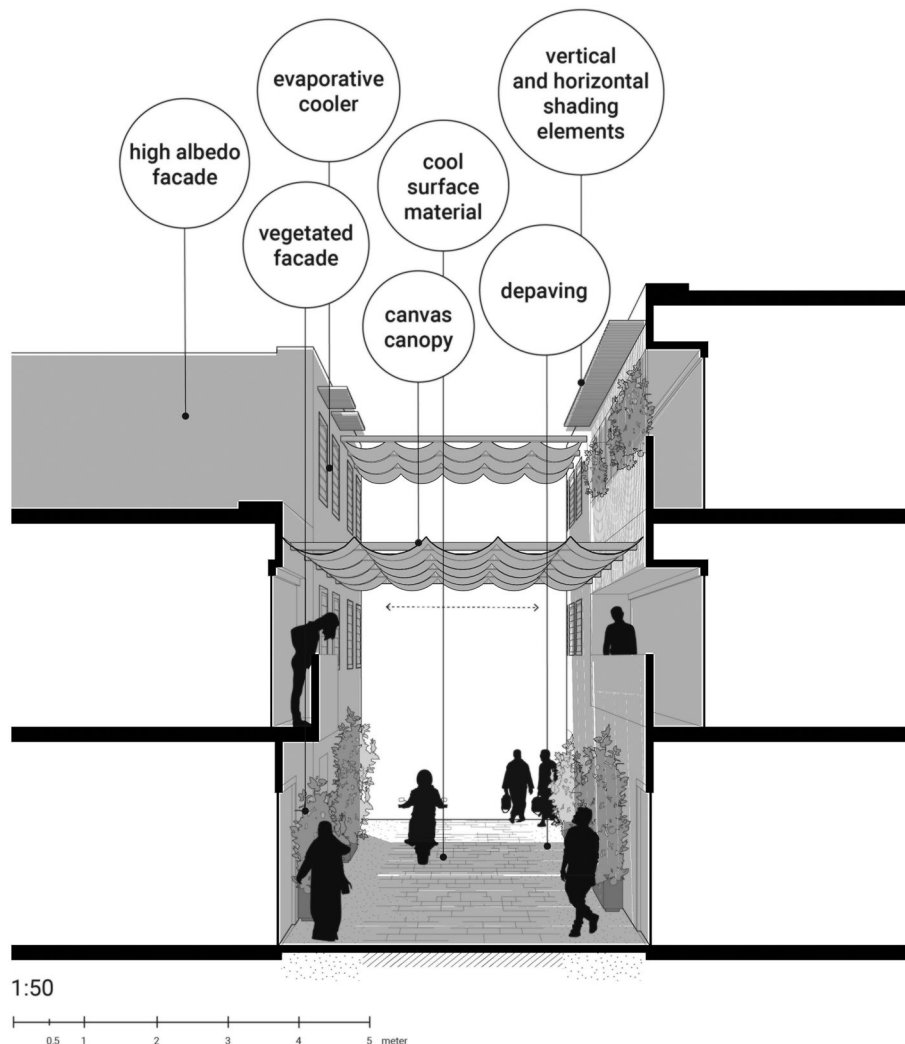 evaporative
cooler
vertical
and horizontal
shading
elements
high albedo
facade
cool
surface
material
vegetated
facade
depaving
canvas
canopy
1:50
0.5 1 2 3 4 5 meter